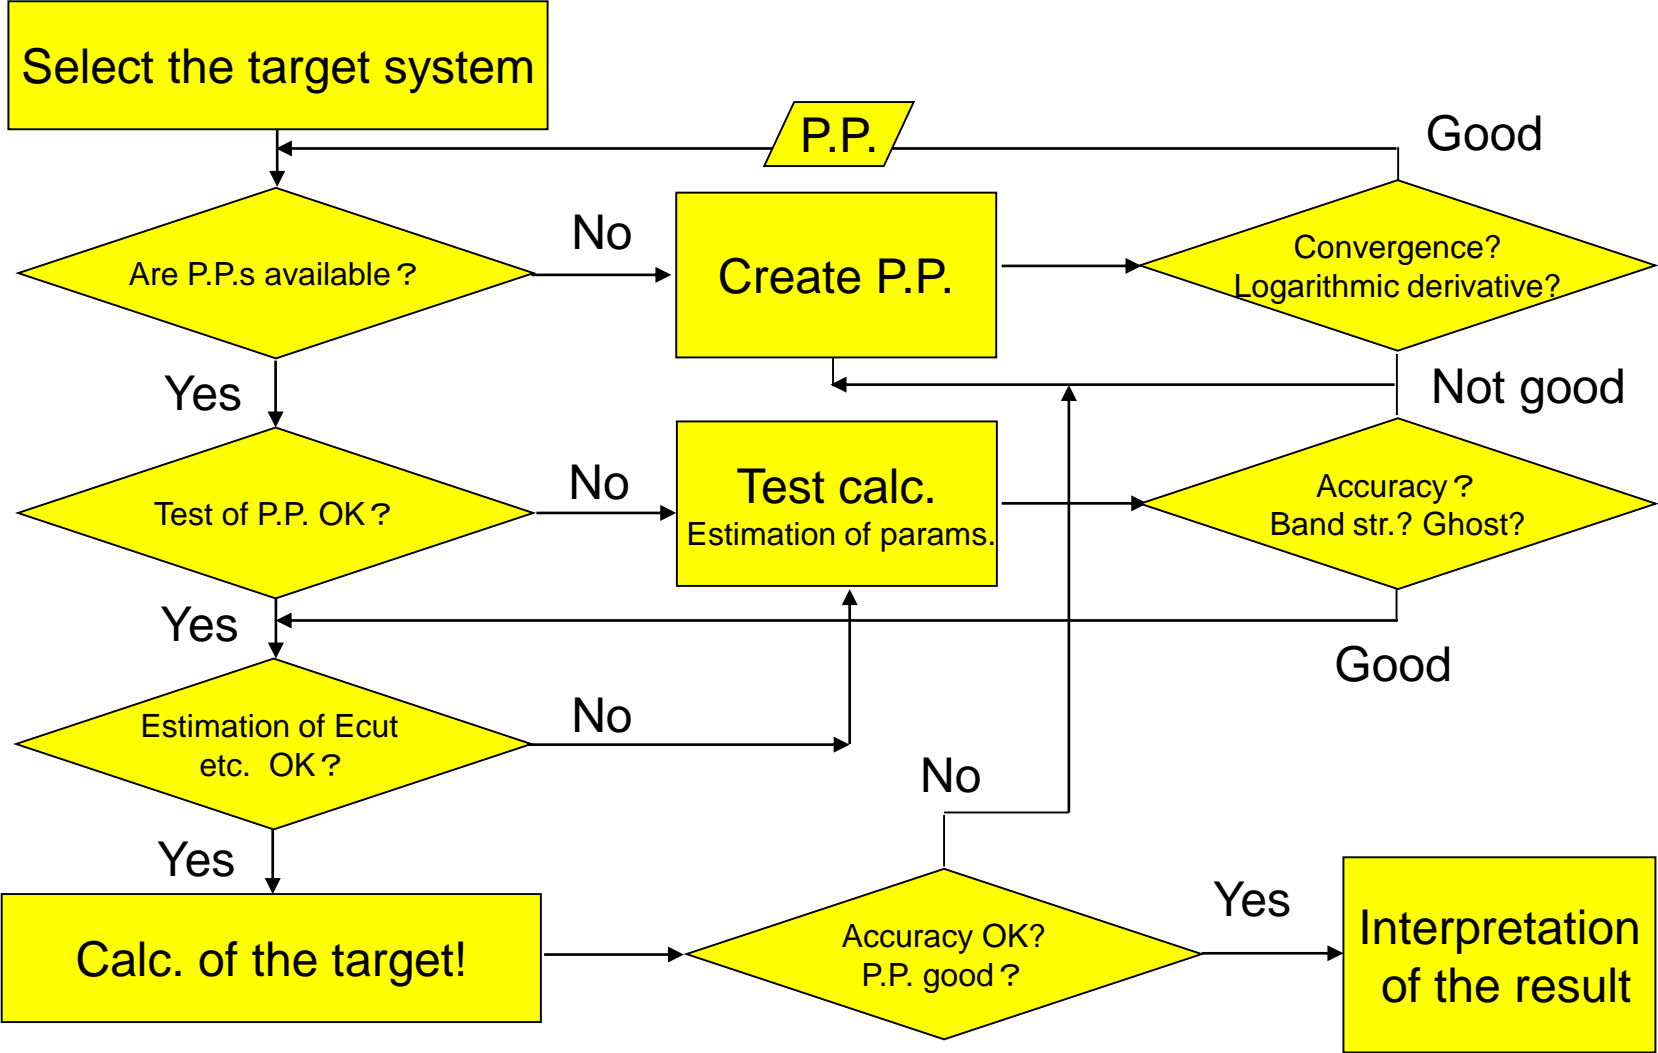 Select the target system
P.P.
Good
Are P.P.s available？
No
Create P.P.
Convergence?
Logarithmic derivative?
Yes
Not good
Test of P.P. OK？
No
Test calc.
Estimation of params.
Accuracy？
Band str.? Ghost?
Yes
Good
Estimation of Ecut
etc. OK？
No
No
Yes
Calc. of the target!
Accuracy OK?
P.P. good？
Yes
Interpretation
of the result